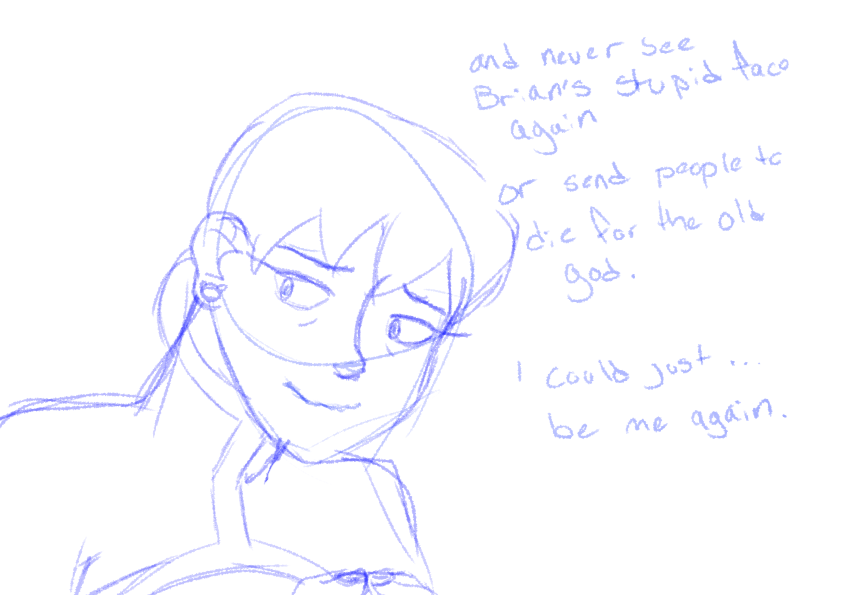 and never see
Brian's stupid face
again
or send people to
die for the old
god.
I could just ...
be me again.